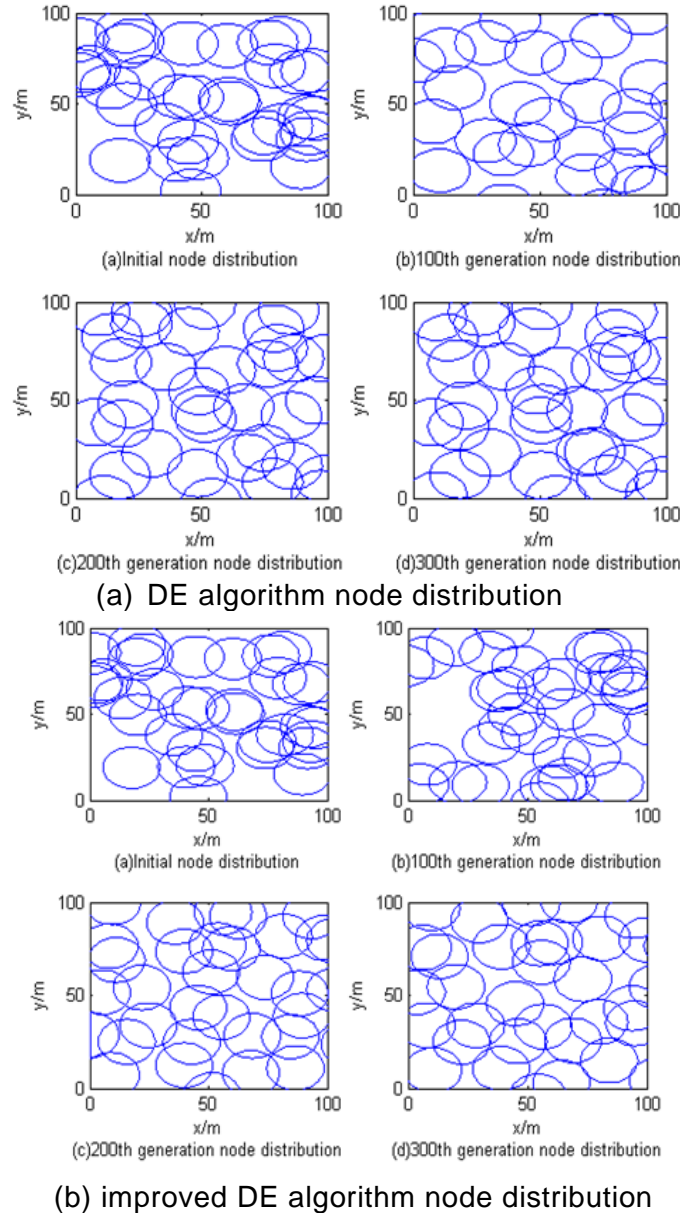 100
100
y/m
50
y/m
50
0
0
0
50
100
0
50
100
x/m
x/m
(a)Initial node distribution
(b)100th generation node distribution
100
100
y/m
50
y/m
50
0
0
0
50
100
0
50
100
x/m
x/m
(c)200th generation node distribution
(d)300th generation node distribution
(a) DE algorithm node distribution
100
100
y/m
50
y/m
50
0
0
0
50
100
0
50
100
x/m
x/m
(a)Initial node distribution
(b)100th generation node distribution
100
100
y/m
50
y/m
50
0
0
0
50
100
0
50
100
x/m
x/m
(c)200th generation node distribution
(d)300th generation node distribution
(b) improved DE algorithm node distribution